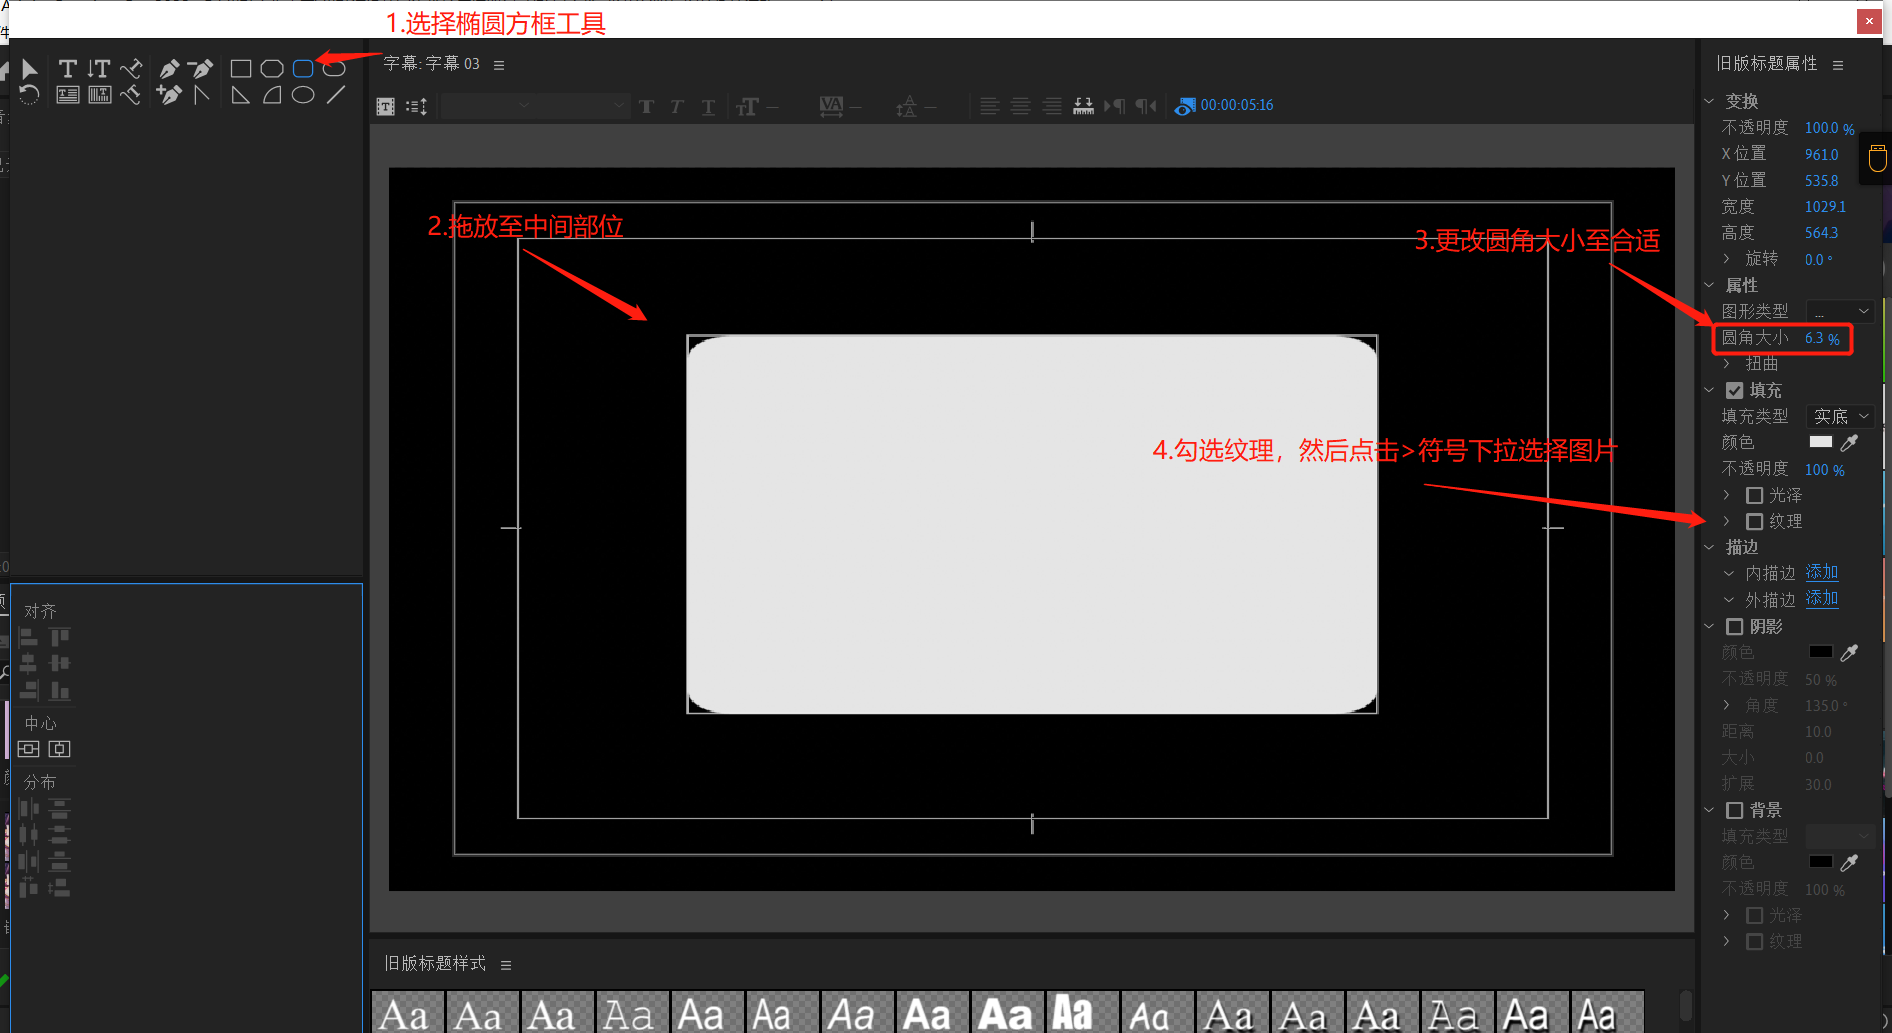 1.选择椭圆方框工具
字幕: 字幕 03
00:00:05:16
T
T
T
VA
2.拖放至中间部位
3.更改圆角大小至合适
4.勾选纹理，然后点击>符号下拉选择图片
对齐
中心
分布
旧版标题样式
Aa Aa Aa Aa Aa Aa Aa Aa Aa Aa Aa Aa Aa Aa Aa Aa Aa
旧版标题属性
变换
不透明度 100.0 %
X 位置 961.0
Y 位置 535.8
宽度 1029.1
高度 564.3
旋转 0.0 °
属性
图形类型 ...
圆角大小 6.3 %
扭曲
填充
填充类型 实底
颜色
不透明度 100 %
光泽
纹理
描边
内描边 添加
外描边 添加
阴影
颜色
不透明度 50 %
角度 135.0 °
距离 10.0
大小 0.0
扩展 30.0
背景
填充类型
颜色
不透明度 100 %
光泽
纹理